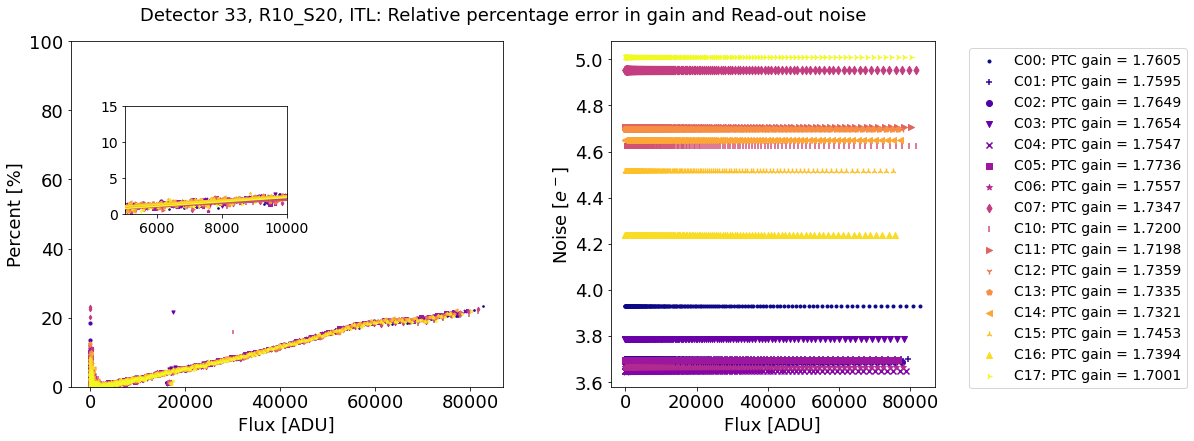 Detector 33, R10_S20, ITL: Relative percentage error in gain and Read-out noise
100
80
60
40
20
0
Percent [%]
15
10
5
0
6000 8000 10000
0 20000 40000 60000 80000
Flux [ADU]
5.0
4.8
4.6
4.4
4.2
4.0
3.8
3.6
Noise [e⁻]
0 20000 40000 60000 80000
Flux [ADU]
C00: PTC gain = 1.7605
C01: PTC gain = 1.7595
C02: PTC gain = 1.7649
C03: PTC gain = 1.7654
C04: PTC gain = 1.7547
C05: PTC gain = 1.7736
C06: PTC gain = 1.7557
C07: PTC gain = 1.7347
C10: PTC gain = 1.7200
C11: PTC gain = 1.7198
C12: PTC gain = 1.7359
C13: PTC gain = 1.7335
C14: PTC gain = 1.7321
C15: PTC gain = 1.7453
C16: PTC gain = 1.7394
C17: PTC gain = 1.7001